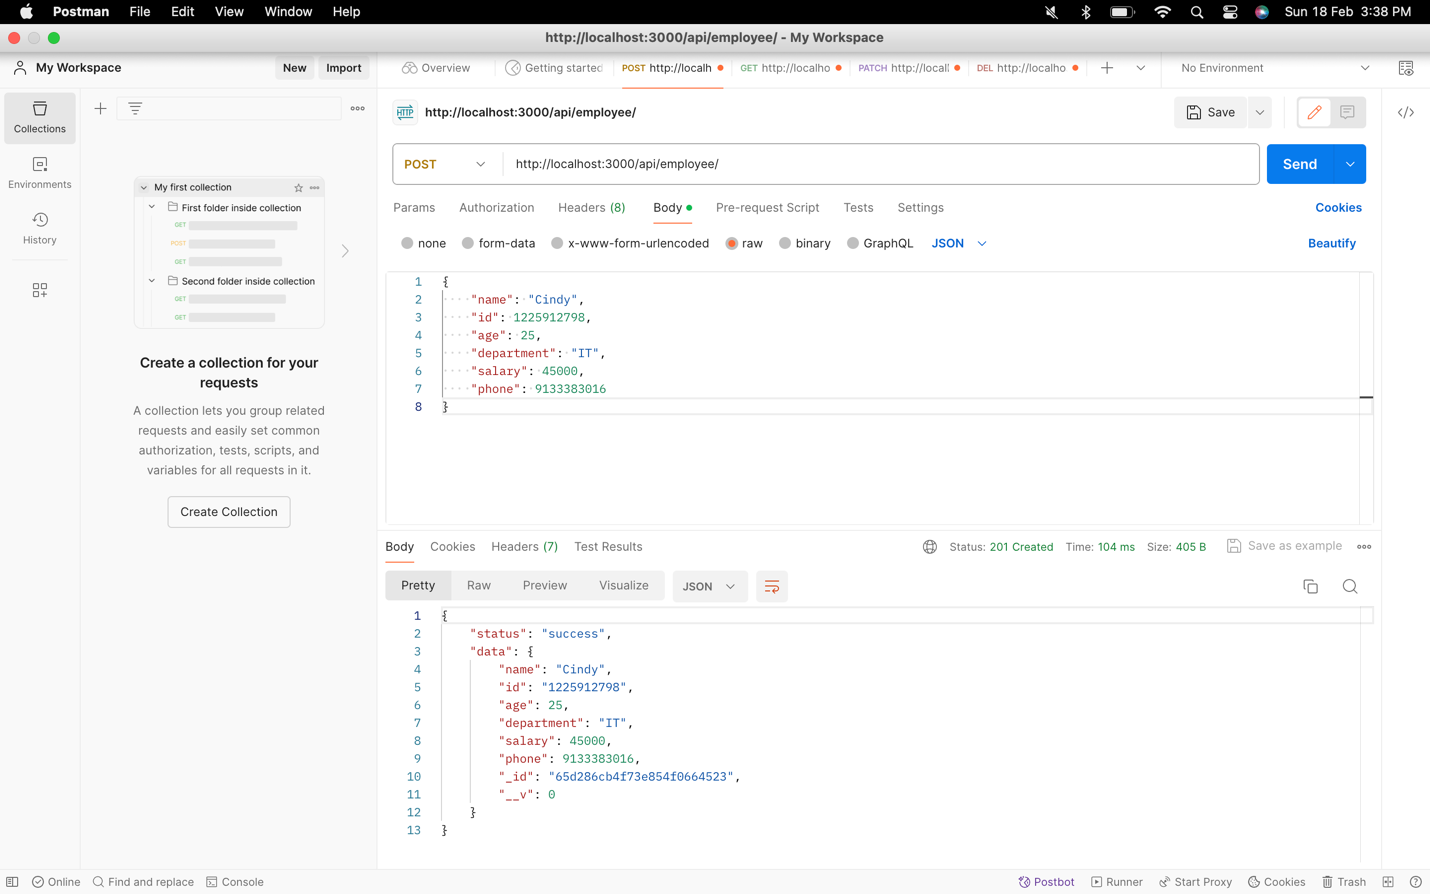 Postman File Edit View Window Help Sun 18 Feb 3:38 PM
http://localhost:3000/api/employee/ - My Workspace
My Workspace New Import Overview Getting started POST http://localh GET http://localho PATCH http://local DEL http://localho No Environment
Collections
Environments
History
My first collection
First folder inside collection
GET
POST
GET
Second folder inside collection
GET
GET
Create a collection for your
requests
A collection lets you group related
requests and easily set common
authorization, tests, scripts, and
variables for all requests in it.
Create Collection
HTTP http://localhost:3000/api/employee/ Save </>
POST http://localhost:3000/api/employee/ Send
Params Authorization Headers (8) Body Pre-request Script Tests Settings Cookies
none form-data x-www-form-urlencoded raw binary GraphQL JSON Beautify
1 {
2 "name": "Cindy",
3 "id": 1225912798,
4 "age": 25,
5 "department": "IT",
6 "salary": 45000,
7 "phone": 9133383016
8 }
Body Cookies Headers (7) Test Results Status: 201 Created Time: 104 ms Size: 405 B Save as example
Pretty Raw Preview Visualize JSON
1 {
2 "status": "success",
3 "data": {
4 "name": "Cindy",
5 "id": "1225912798",
6 "age": 25,
7 "department": "IT",
8 "salary": 45000,
9 "phone": 9133383016,
10 "_id": "65d286cb4f73e854f0664523",
11 "__v": 0
12 }
13 }
Online Find and replace Console Postbot Runner Start Proxy Cookies Trash